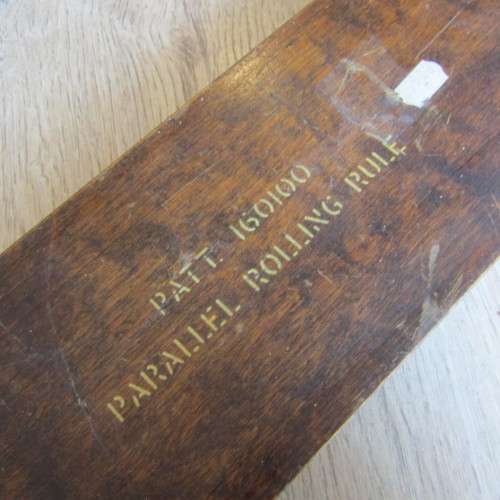 PATT. 160100
PARALLEL ROLLING RULE